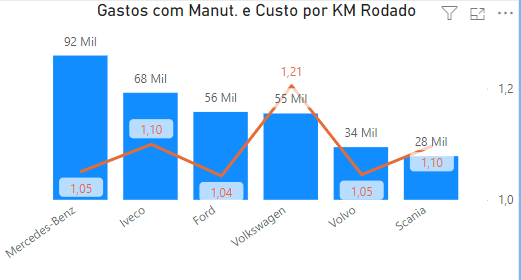 Gastos com Manut. e Custo por KM Rodado
92 Mil
68 Mil
56 Mil
55 Mil
34 Mil
28 Mil
1,05
1,10
1,04
1,21
1,05
1,10
1,2
1,0
Mercedes-Benz
Iveco
Ford
Volkswagen
Volvo
Scania